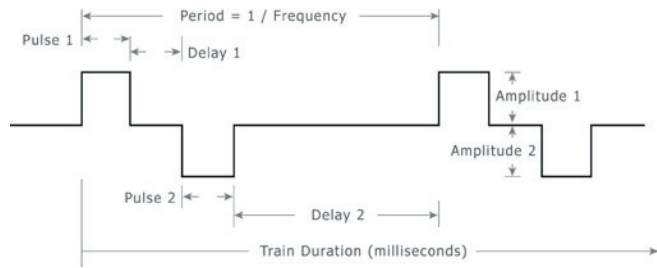 Period = 1 / Frequency
Pulse 1
Delay 1
Amplitude 1
Amplitude 2
Pulse 2
Delay 2
Train Duration (milliseconds)